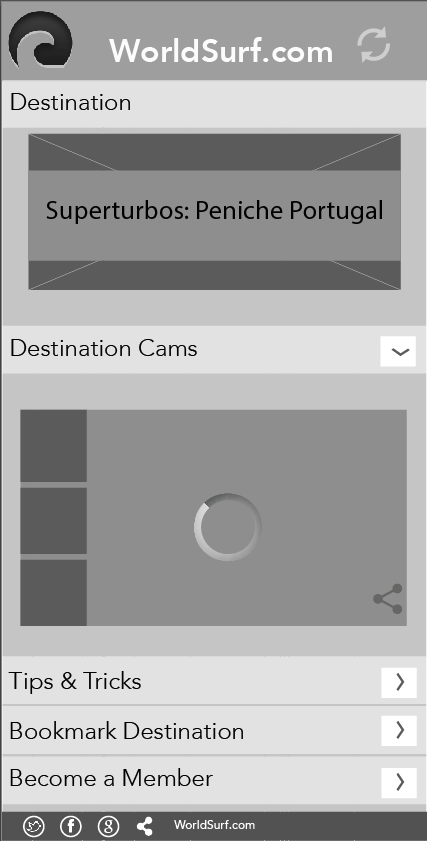 WorldSurf.com
Destination
Superturbos: Peniche Portugal
Destination Cams
Tips & Tricks
Bookmark Destination
Become a Member
WorldSurf.com